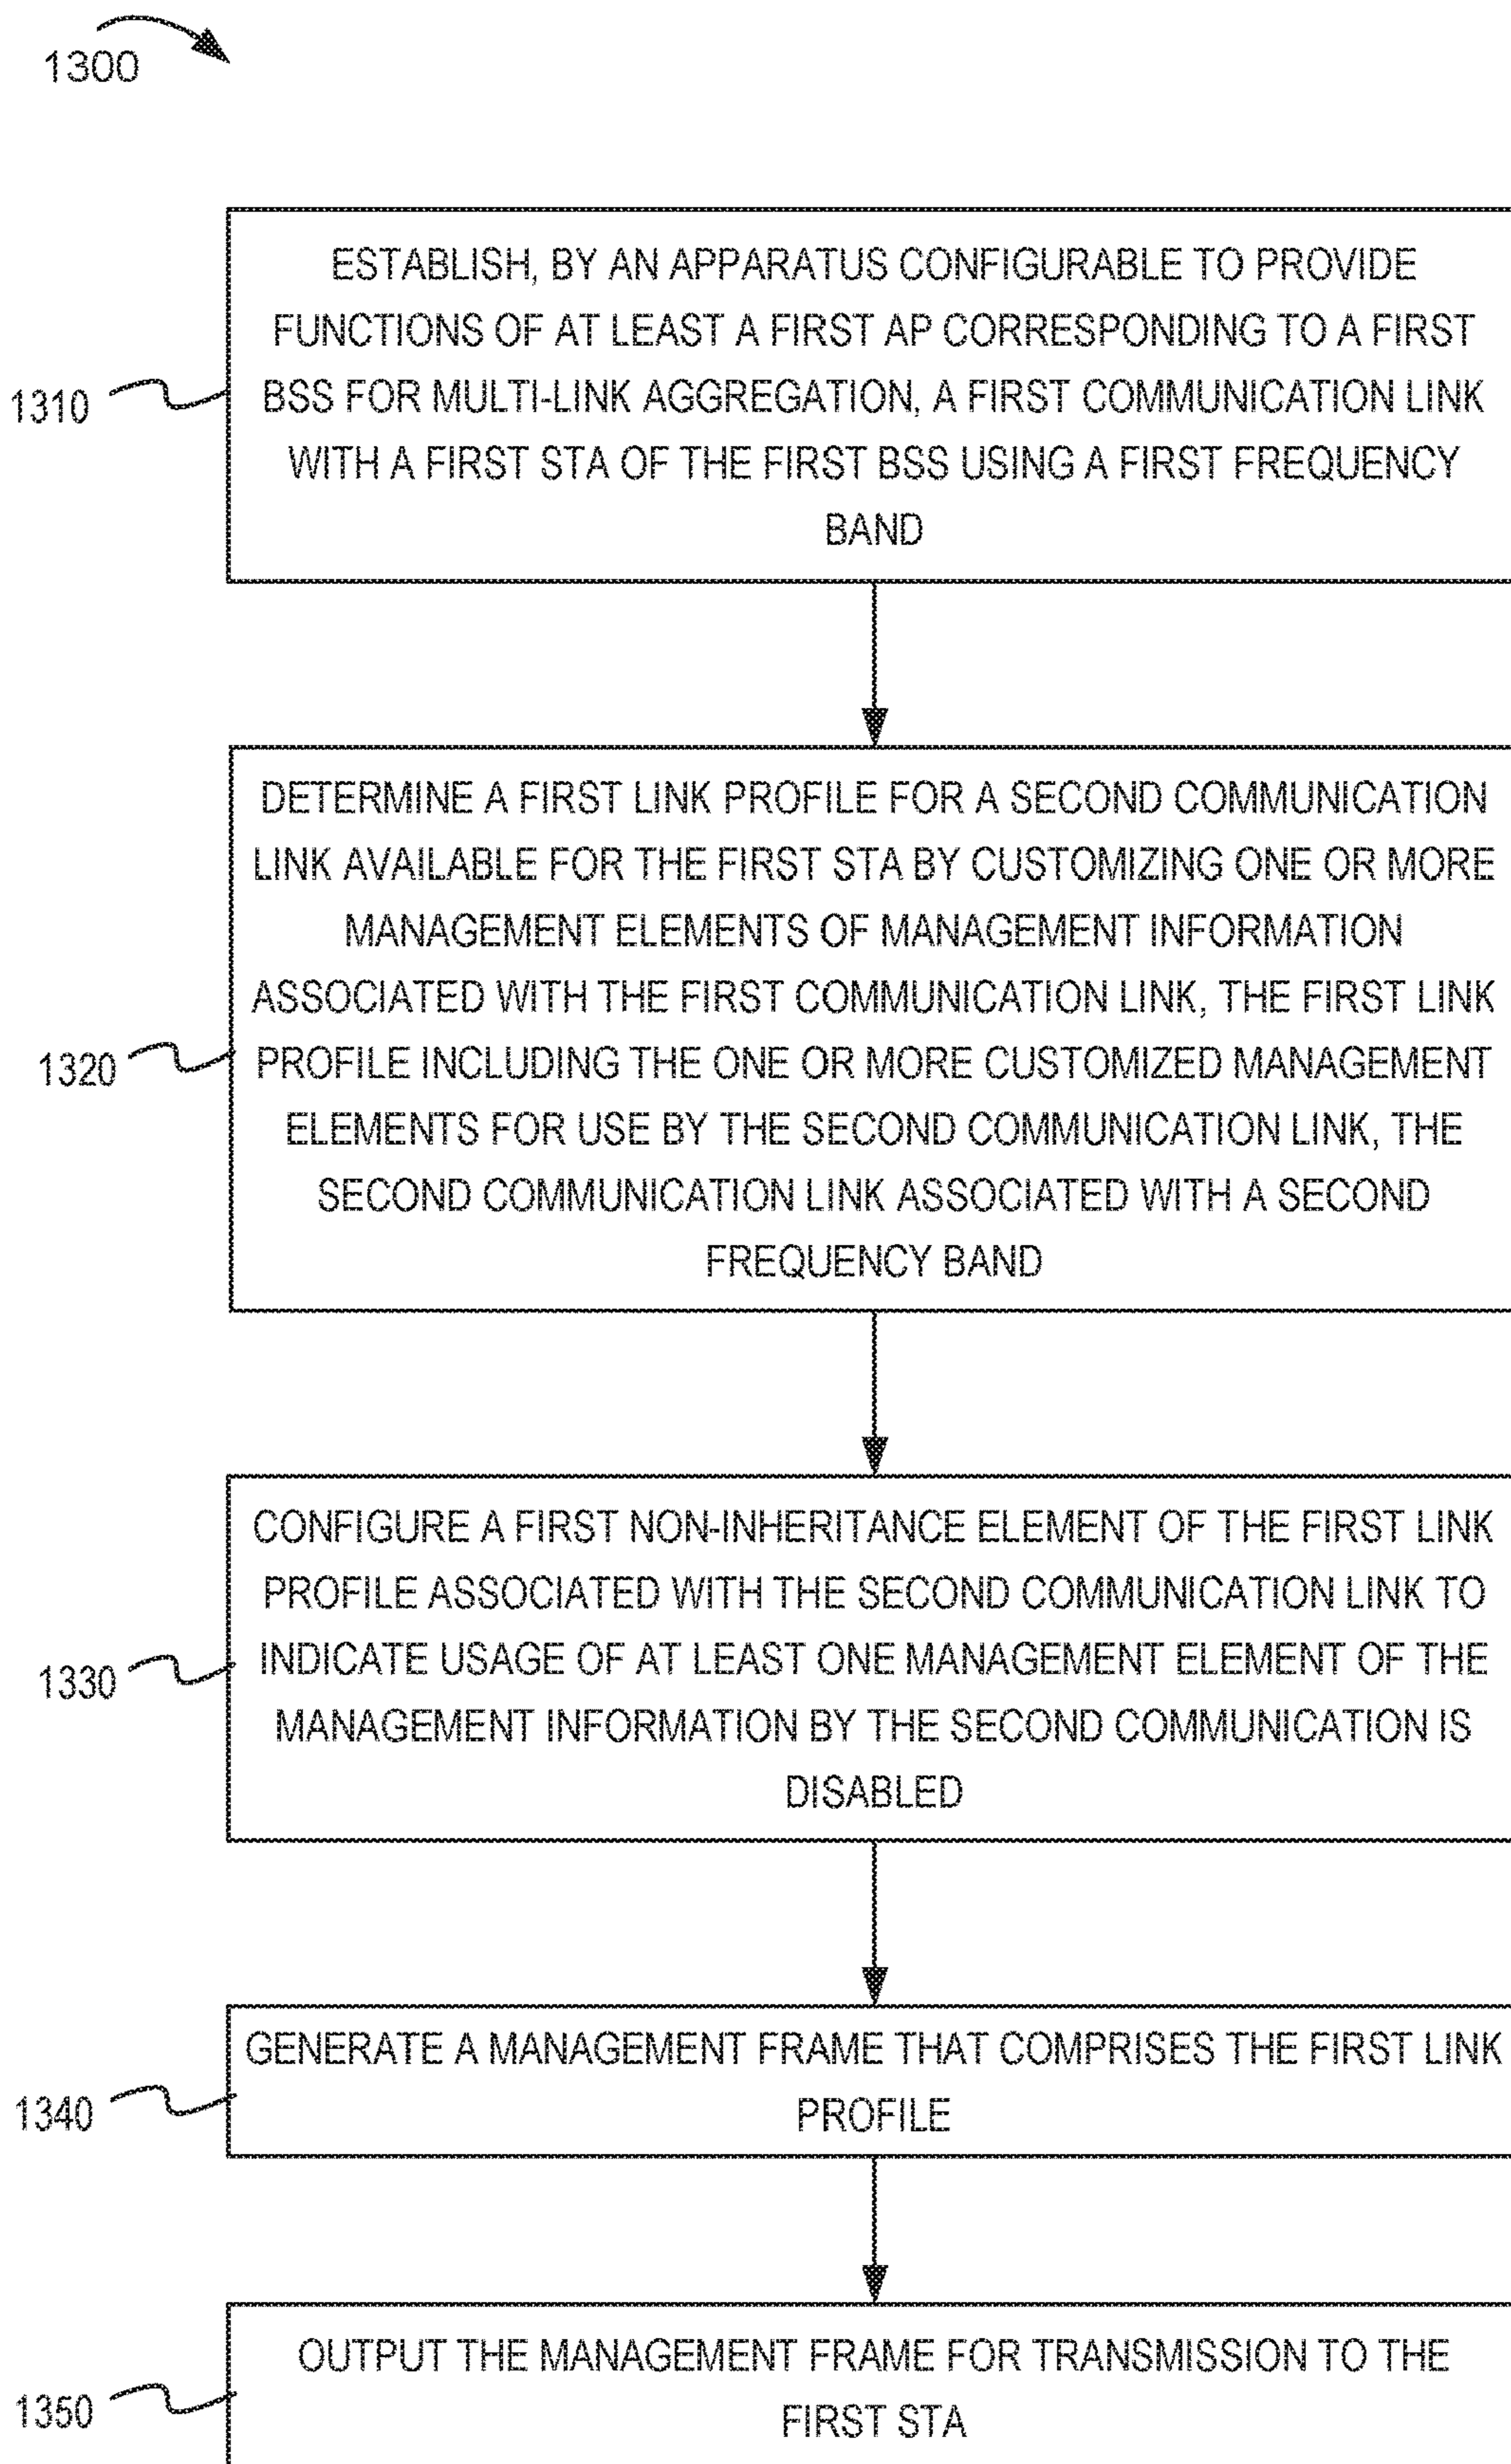 1300
ESTABLISH, BY AN APPARATUS CONFIGURABLE TO PROVIDE
FUNCTIONS OF AT LEAST A FIRST AP CORRESPONDING TO A FIRST
BSS FOR MULTI-LINK AGGREGATION, A FIRST COMMUNICATION LINK
WITH A FIRST STA OF THE FIRST BSS USING A FIRST FREQUENCY
BAND
1310
DETERMINE A FIRST LINK PROFILE FOR A SECOND COMMUNICATION
LINK AVAILABLE FOR THE FIRST STA BY CUSTOMIZING ONE OR MORE
MANAGEMENT ELEMENTS OF MANAGEMENT INFORMATION
ASSOCIATED WITH THE FIRST COMMUNICATION LINK, THE FIRST LINK
PROFILE INCLUDING THE ONE OR MORE CUSTOMIZED MANAGEMENT
ELEMENTS FOR USE BY THE SECOND COMMUNICATION LINK, THE
SECOND COMMUNICATION LINK ASSOCIATED WITH A SECOND
FREQUENCY BAND
1320
CONFIGURE A FIRST NON-INHERITANCE ELEMENT OF THE FIRST LINK
PROFILE ASSOCIATED WITH THE SECOND COMMUNICATION LINK TO
INDICATE USAGE OF AT LEAST ONE MANAGEMENT ELEMENT OF THE
MANAGEMENT INFORMATION BY THE SECOND COMMUNICATION IS
DISABLED
1330
GENERATE A MANAGEMENT FRAME THAT COMPRISES THE FIRST LINK
PROFILE
1340
OUTPUT THE MANAGEMENT FRAME FOR TRANSMISSION TO THE
FIRST STA
1350